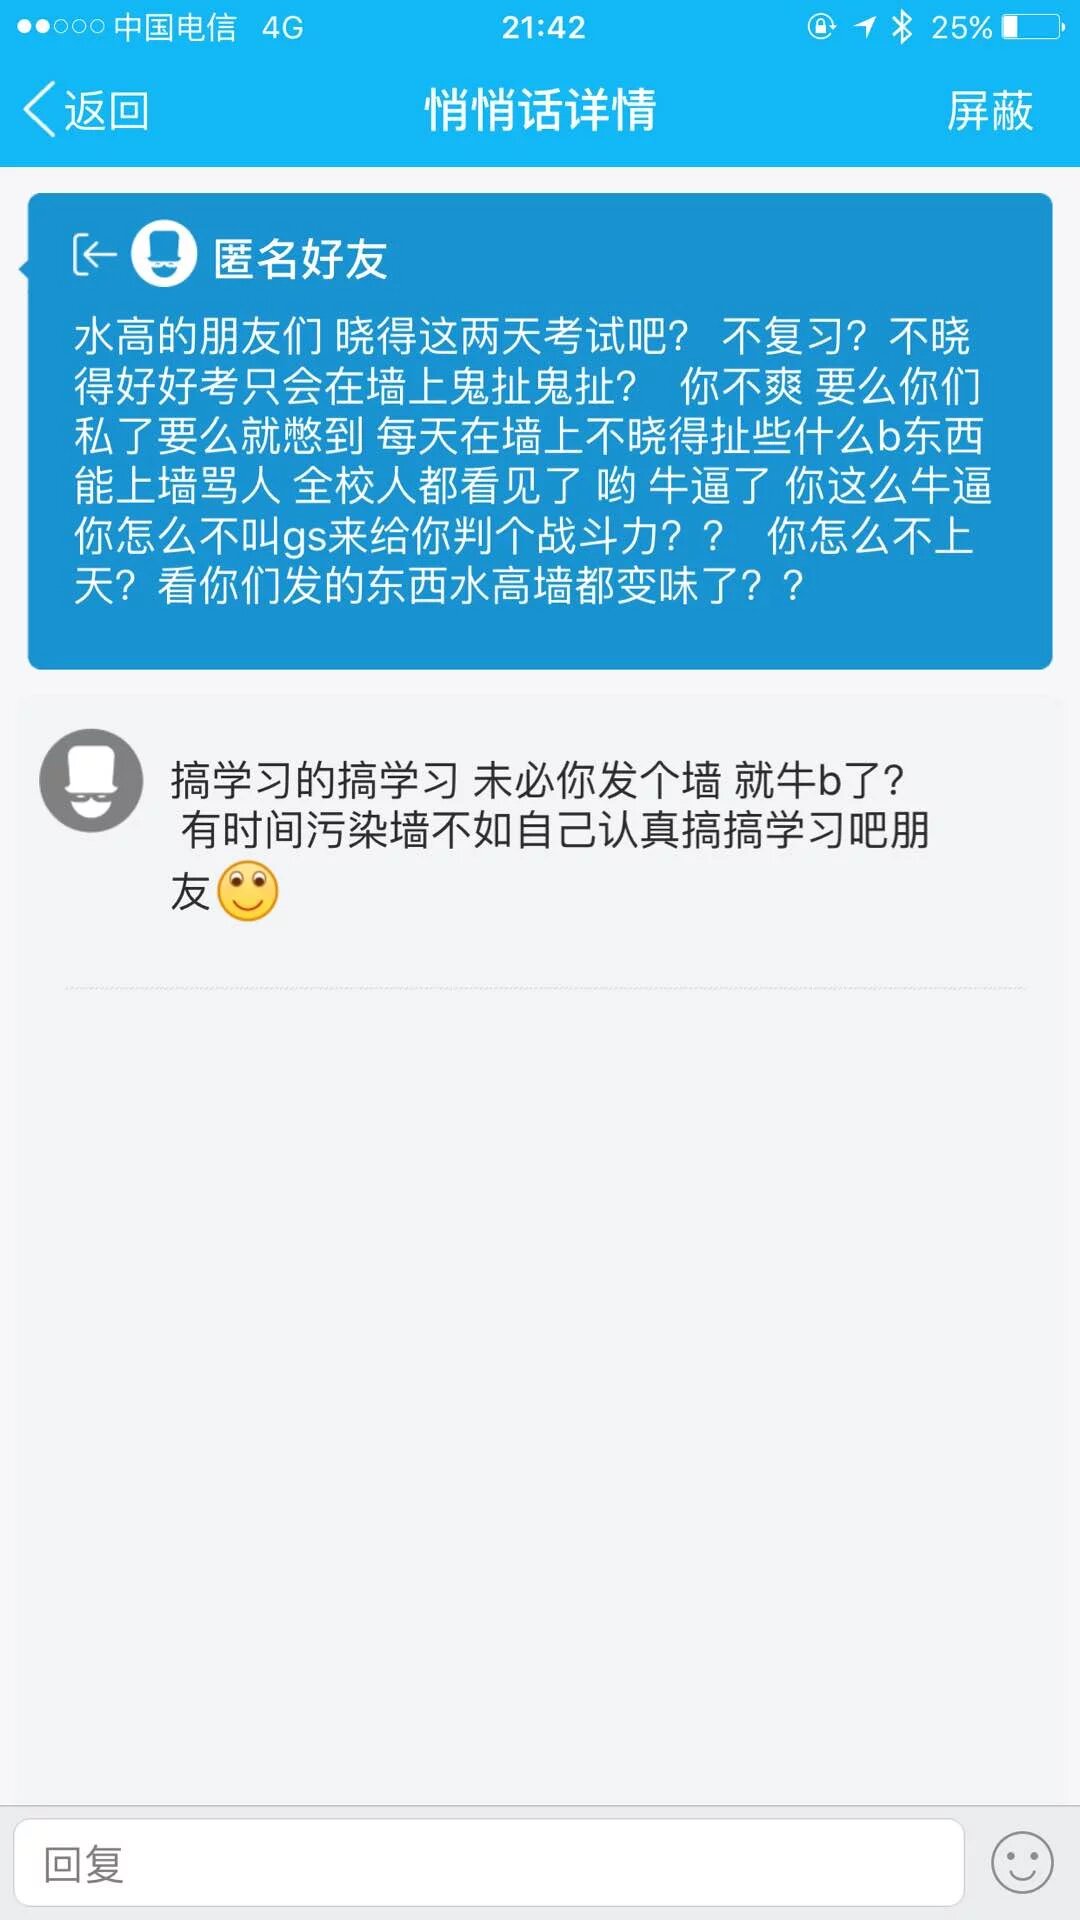 中国电信 4G 21:42 25%
返回 悄悄话详情 屏蔽
匿名好友
水高的朋友们 晓得这两天考试吧? 不复习? 不晓
得好好考只会在墙上鬼扯鬼扯? 你不爽 要么你们
私了要么就憋到 每天在墙上不晓得扯些什么b东西
能上墙骂人 全校人都看见了 哟 牛逼了 你这么牛逼
你怎么不叫gs来给你判个战斗力? ? 你怎么不上
天? 看你们发的东西水高墙都变味了? ?
搞学习的搞学习 未必你发个墙 就牛b了?
有时间污染墙不如自己认真搞搞学习吧朋
友
回复